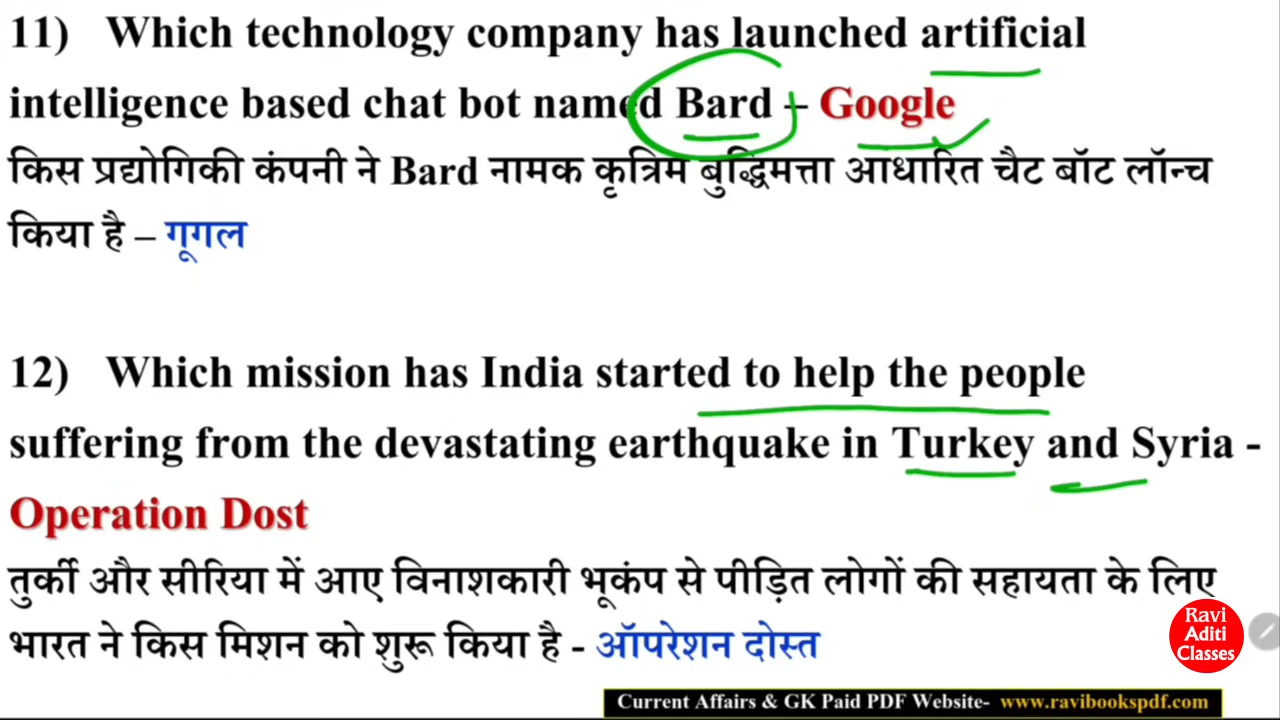 11) Which technology company has launched artificial
intelligence based chat bot named Bard – Google
किस प्रद्योगिकी कंपनी ने Bard नामक कृत्रिम बुद्धिमत्ता आधारित चैट बॉट लॉन्च
किया है – गूगल
12) Which mission has India started to help the people
suffering from the devastating earthquake in Turkey and Syria -
Operation Dost
तुर्की और सीरिया में आए विनाशकारी भूकंप से पीड़ित लोगों की सहायता के लिए
भारत ने किस मिशन को शुरू किया है - ऑपरेशन दोस्त
Ravi
Aditi
Classes
Current Affairs & GK Paid PDF Website- www.ravibookspdf.com